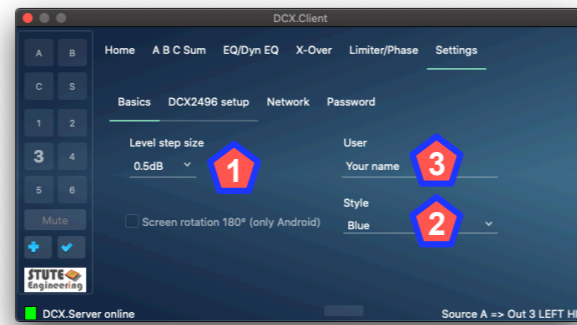 DCX.Client
A B
Home A B C Sum EQ/Dyn EQ X-Over Limiter/Phase Settings
C S
Basics DCX2496 setup Network Password
1 2
Level step size User
3 4
0.5dB 1 Your name 3
5 6
Style
Mute
Screen rotation 180° (only Android) Blue 2
STUTE
Engineering
DCX.Server online Source A => Out 3 LEFT HI